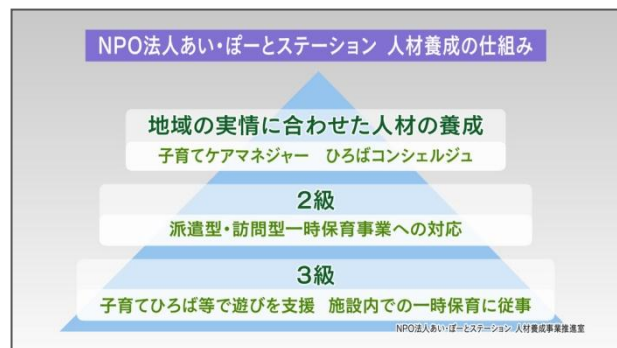 NPO法人あい・ぽーとステーション 人材養成の仕組み
地域の実情に合わせた人材の養成
子育てケアマネジャー ひろばコンシェルジュ
2級
派遣型・訪問型一時保育事業への対応
3級
子育てひろば等で遊びを支援 施設内での一時保育に従事
NPO法人あい・ぽーとステーション 人材養成事業推進室